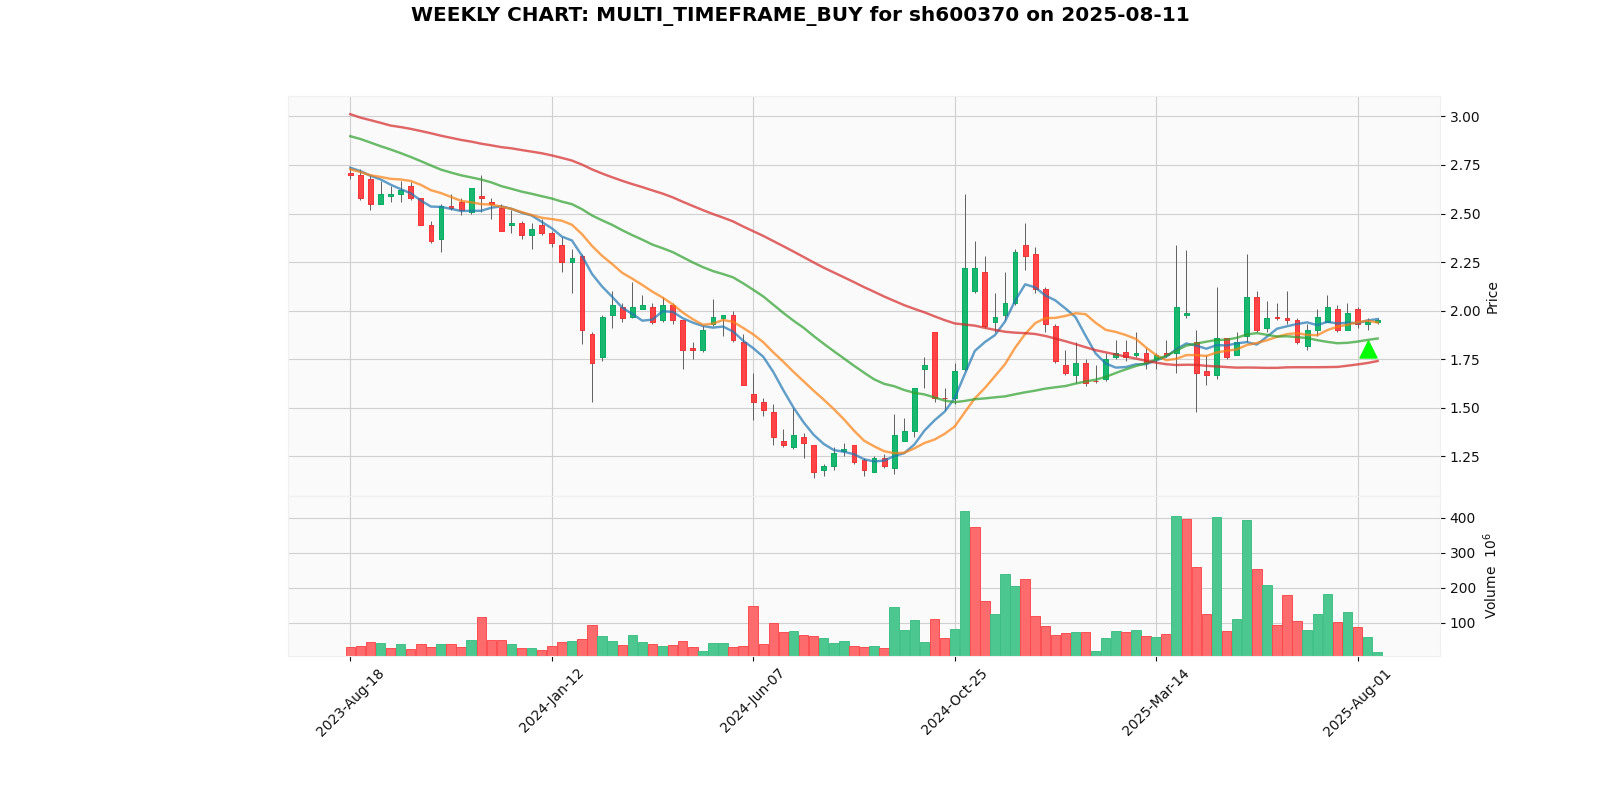 WEEKLY CHART: MULTI_TIMEFRAME_BUY for sh600370 on 2025-08-11
3.00
2.75
2.50
2.25
2.00
1.75
1.50
1.25
Price
400
300
200
100
Volume 10⁶
2023-Aug-18
2024-Jan-12
2024-Jun-07
2024-Oct-25
2025-Mar-14
2025-Aug-01